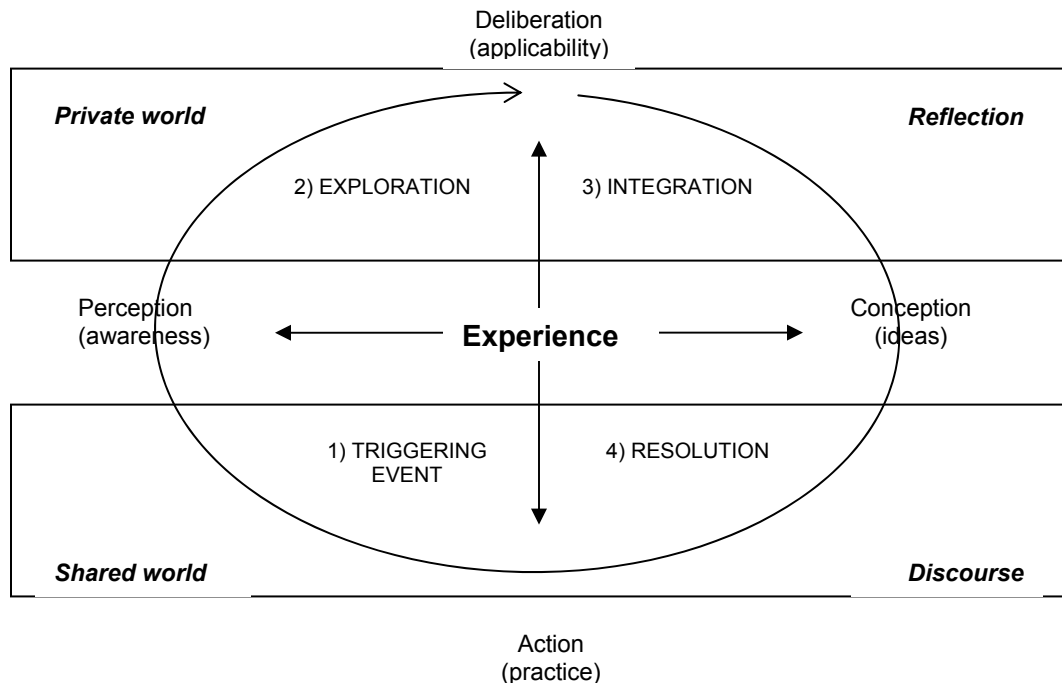 Deliberation
(applicability)
Private world
Reflection
2) EXPLORATION
3) INTEGRATION
Perception
(awareness)
Experience
Conception
(ideas)
1) TRIGGERING
EVENT
4) RESOLUTION
Shared world
Discourse
Action
(practice)